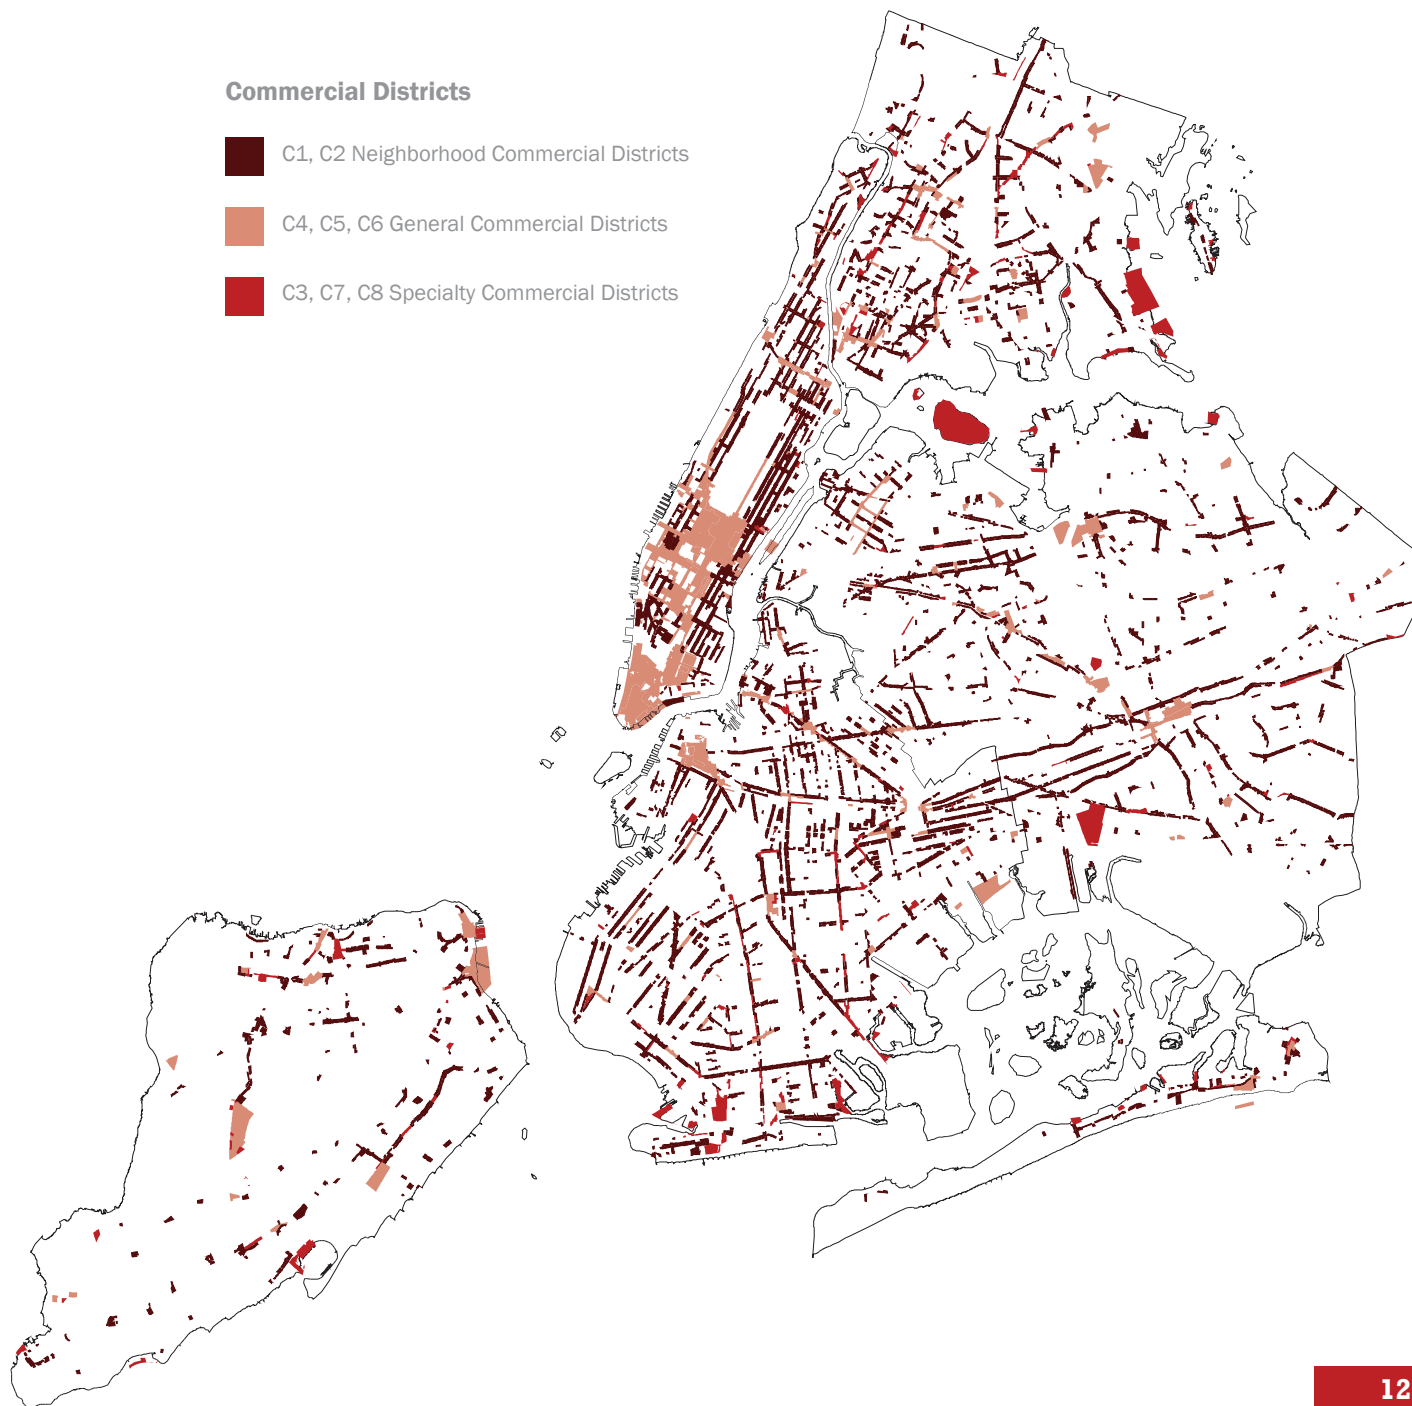 Commercial Districts
C1, C2 Neighborhood Commercial Districts
C4, C5, C6 General Commercial Districts
C3, C7, C8 Specialty Commercial Districts
12